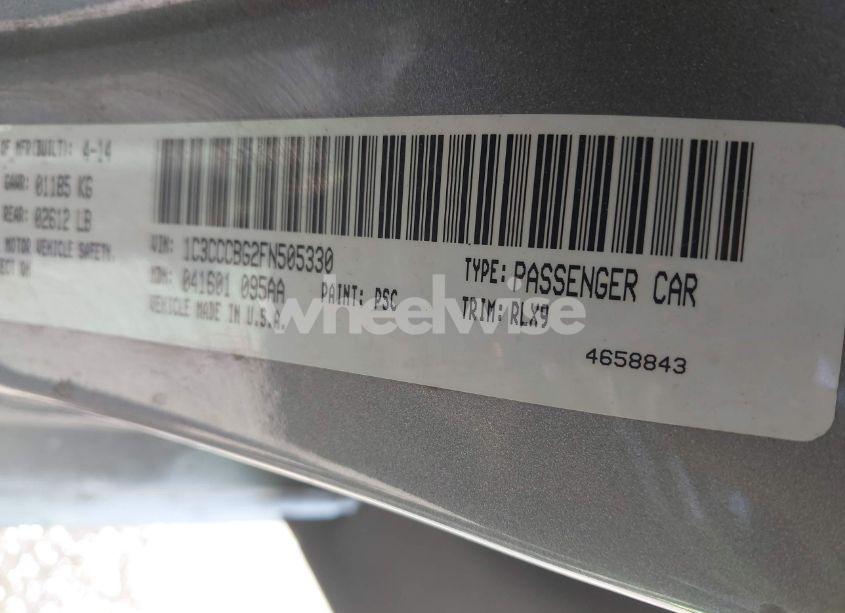 OF MFR(BUILT): 4-14
GAWR: 01185 KG
REAR: 02612 LB
MOTOR VEHICLE SAFETY,
VIN: 1C3CCCBG2FN505330
TYPE: PASSENGER CAR
MDH: 041601 095AA
PAINT: PSC
TRIM: RLX9
VEHICLE MADE IN U.S.A.
4658843
wheelwise